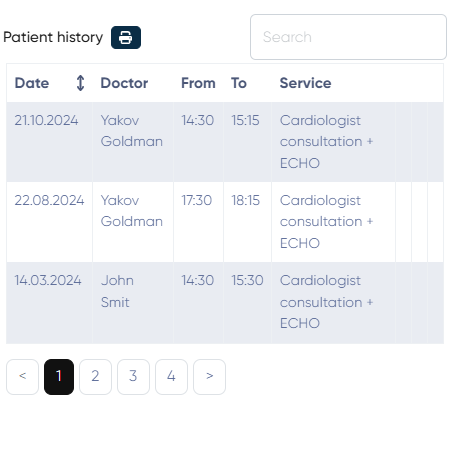 Patient history
Search
Date Doctor From To Service
21.10.2024 Yakov 14:30 15:15 Cardiologist
Goldman consultation +
ECHO
22.08.2024 Yakov 17:30 18:15 Cardiologist
Goldman consultation +
ECHO
14.03.2024 John 14:30 15:30 Cardiologist
Smit consultation +
ECHO
< 1 2 3 4 >